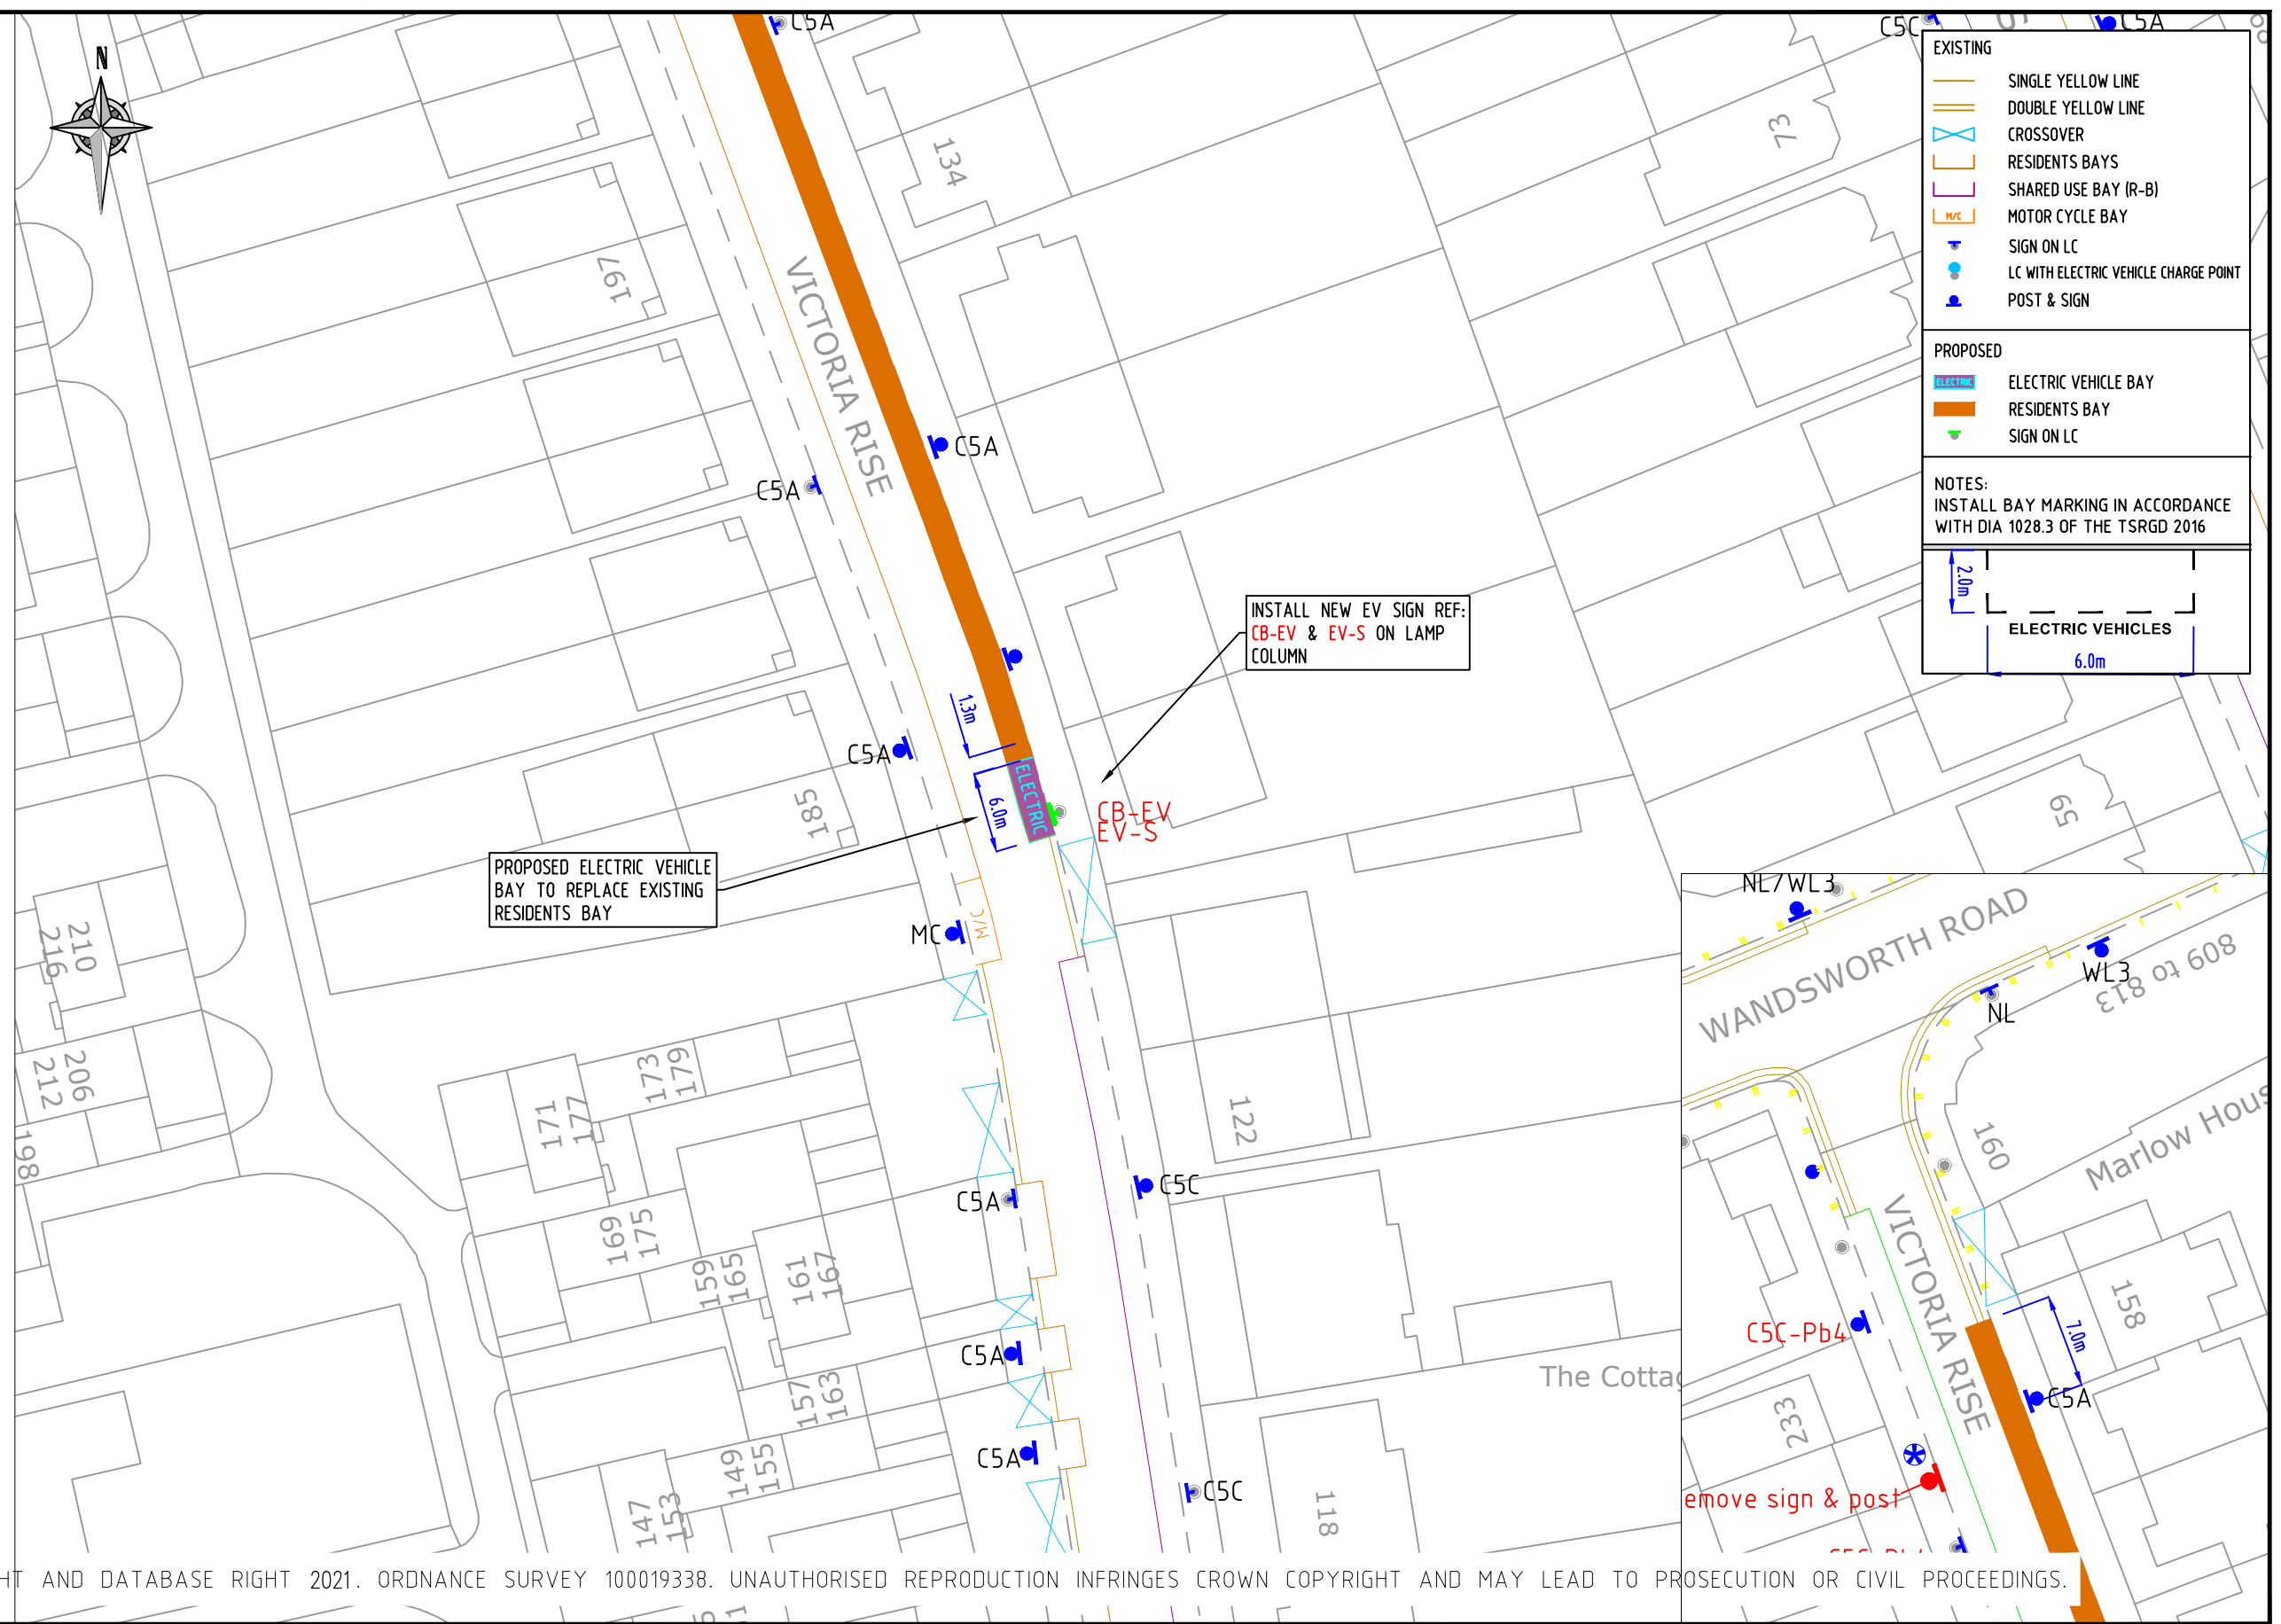 N
C5A
C5C
C5A
134
73
197
VICTORIA RISE
C5A
C5A
C5A
1.3m
6.0m
ELECTRIC
INSTALL NEW EV SIGN REF:
CB-EV & EV-S ON LAMP
COLUMN
CB-EV
EV-S
185
59
PROPOSED ELECTRIC VEHICLE
BAY TO REPLACE EXISTING
RESIDENTS BAY
MC
M/C
210
216
206
212
198
173
179
171
177
122
C5A
C5C
169
175
159
165
161
167
C5A
157
163
The Cottag
C5A
149
155
147
153
C5C
118
EXISTING
SINGLE YELLOW LINE
DOUBLE YELLOW LINE
CROSSOVER
RESIDENTS BAYS
SHARED USE BAY (R-B)
M/C MOTOR CYCLE BAY
SIGN ON LC
LC WITH ELECTRIC VEHICLE CHARGE POINT
POST & SIGN
PROPOSED
ELECTRIC ELECTRIC VEHICLE BAY
RESIDENTS BAY
SIGN ON LC
NOTES:
INSTALL BAY MARKING IN ACCORDANCE
WITH DIA 1028.3 OF THE TSRGD 2016
2.0m
ELECTRIC VEHICLES
6.0m
NL/WL3
WANDSWORTH ROAD
WL3
809 to 813
NL
160
Marlow Hous
VICTORIA RISE
158
7.0m
C5C-Pb4
C5A
233
emove sign & post
HT AND DATABASE RIGHT 2021. ORDNANCE SURVEY 100019338. UNAUTHORISED REPRODUCTION INFRINGES CROWN COPYRIGHT AND MAY LEAD TO PROSECUTION OR CIVIL PROCEEDINGS.